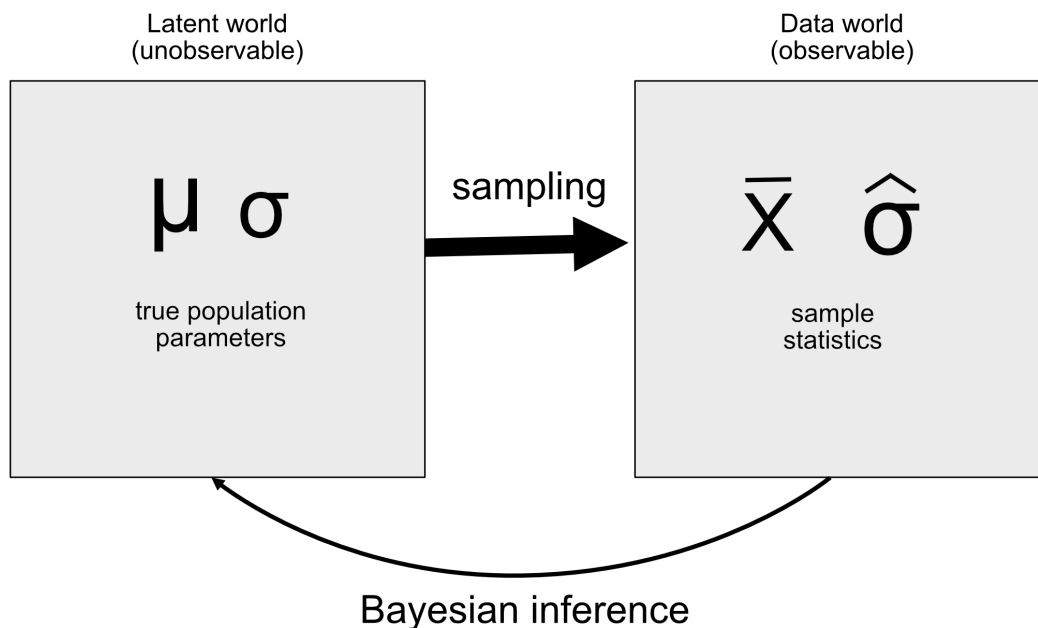 Latent world
(unobservable)
Data world
(observable)
μ σ
sampling
X̅ σ̂
true population
parameters
sample
statistics
Bayesian inference